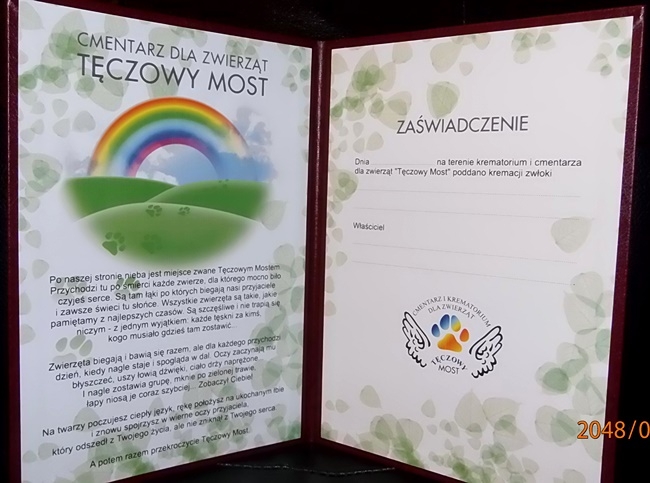 CMENTARZ DLA ZWIERZĄT
TĘCZOWY MOST
Po naszej stronie nieba jest miejsce zwane Tęczowym Mostem.
Przychodzi tu po śmierci każde zwierze, dla którego mocno biło
czyjeś serce. Są tam łąki po których biegają nasi przyjaciele
i zawsze świeci tu słońce. Wszystkie zwierzęta są takie, jakie
pamiętamy z najlepszych czasów. Są szczęśliwe i nie trapią się
niczym - z jednym wyjątkiem: każde tęskni za kimś,
kogo musiało gdzieś tam zostawić...
Zwierzęta biegają i bawią się razem, ale dla każdego przychodzi
dzień, kiedy nagle staje i spogląda w dal. Oczy zaczynają mu
błyszczeć, uszy łowią dźwięki, ciało drży naprężone.
I nagle zostawia grupę, mknie po zielonej trawie,
łapy niosą je coraz szybciej... Zobaczył Ciebie!
Na twarzy poczujesz ciepły język, rękę położysz na ukochanym łbie
i znowu spojrzysz w wierne oczy przyjaciela,
który odszedł z Twojego życia, ale nie zniknął z Twojego serca.
A potem razem przekroczycie Tęczowy Most.
ZAŚWIADCZENIE
Dnia na terenie krematorium i cmentarza
dla zwierząt "Tęczowy Most" poddano kremacji zwłoki
Właściciel
CMENTARZ I KREMATORIUM
DLA ZWIERZĄT
TĘCZOWY
MOST
2048/0